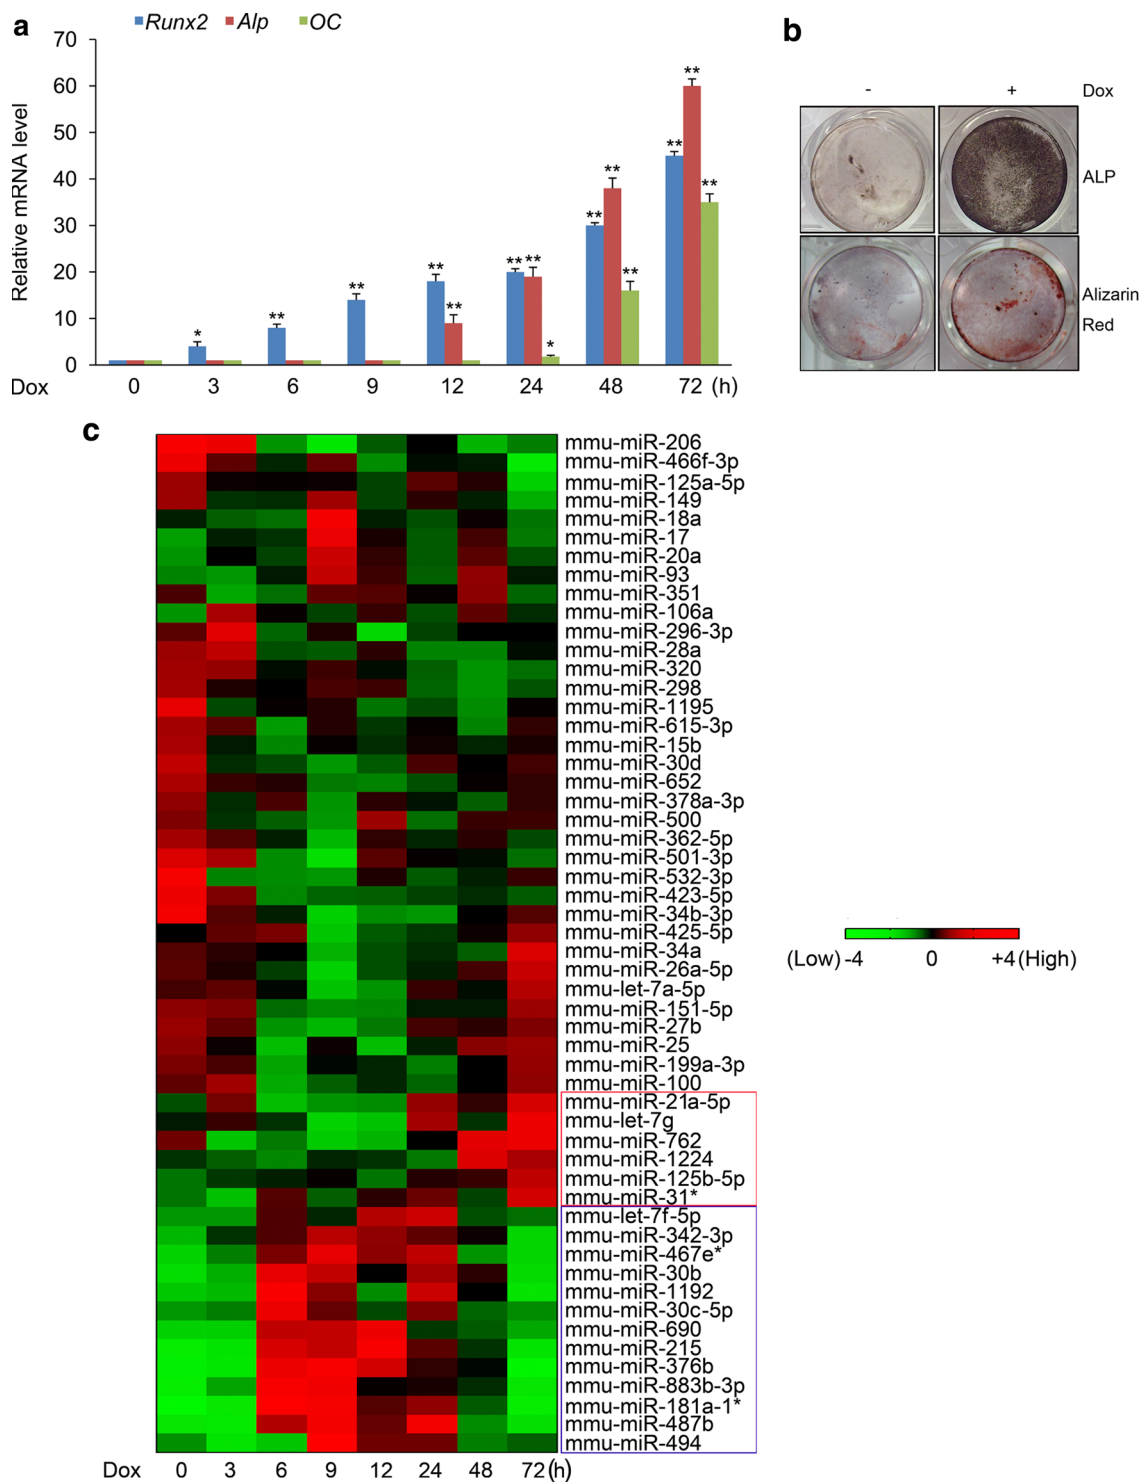 a
Runx2 Alp OC
70
60
50
40
30
20
10
0
Relative mRNA level
* ** ** ** ** ** ** ** * ** ** ** ** ** **
Dox 0 3 6 9 12 24 48 72 (h)
b
- + Dox
ALP
Alizarin
Red
c
mmu-miR-206
mmu-miR-466f-3p
mmu-miR-125a-5p
mmu-miR-149
mmu-miR-18a
mmu-miR-17
mmu-miR-20a
mmu-miR-93
mmu-miR-351
mmu-miR-106a
mmu-miR-296-3p
mmu-miR-28a
mmu-miR-320
mmu-miR-298
mmu-miR-1195
mmu-miR-615-3p
mmu-miR-15b
mmu-miR-30d
mmu-miR-652
mmu-miR-378a-3p
mmu-miR-500
mmu-miR-362-5p
mmu-miR-501-3p
mmu-miR-532-3p
mmu-miR-423-5p
mmu-miR-34b-3p
mmu-miR-425-5p
mmu-miR-34a
mmu-miR-26a-5p
mmu-let-7a-5p
mmu-miR-151-5p
mmu-miR-27b
mmu-miR-25
mmu-miR-199a-3p
mmu-miR-100
mmu-miR-21a-5p
mmu-let-7g
mmu-miR-762
mmu-miR-1224
mmu-miR-125b-5p
mmu-miR-31*
mmu-let-7f-5p
mmu-miR-342-3p
mmu-miR-467e*
mmu-miR-30b
mmu-miR-1192
mmu-miR-30c-5p
mmu-miR-690
mmu-miR-215
mmu-miR-376b
mmu-miR-883b-3p
mmu-miR-181a-1*
mmu-miR-487b
mmu-miR-494
Dox 0 3 6 9 12 24 48 72 (h)
(Low) -4 0 +4 (High)